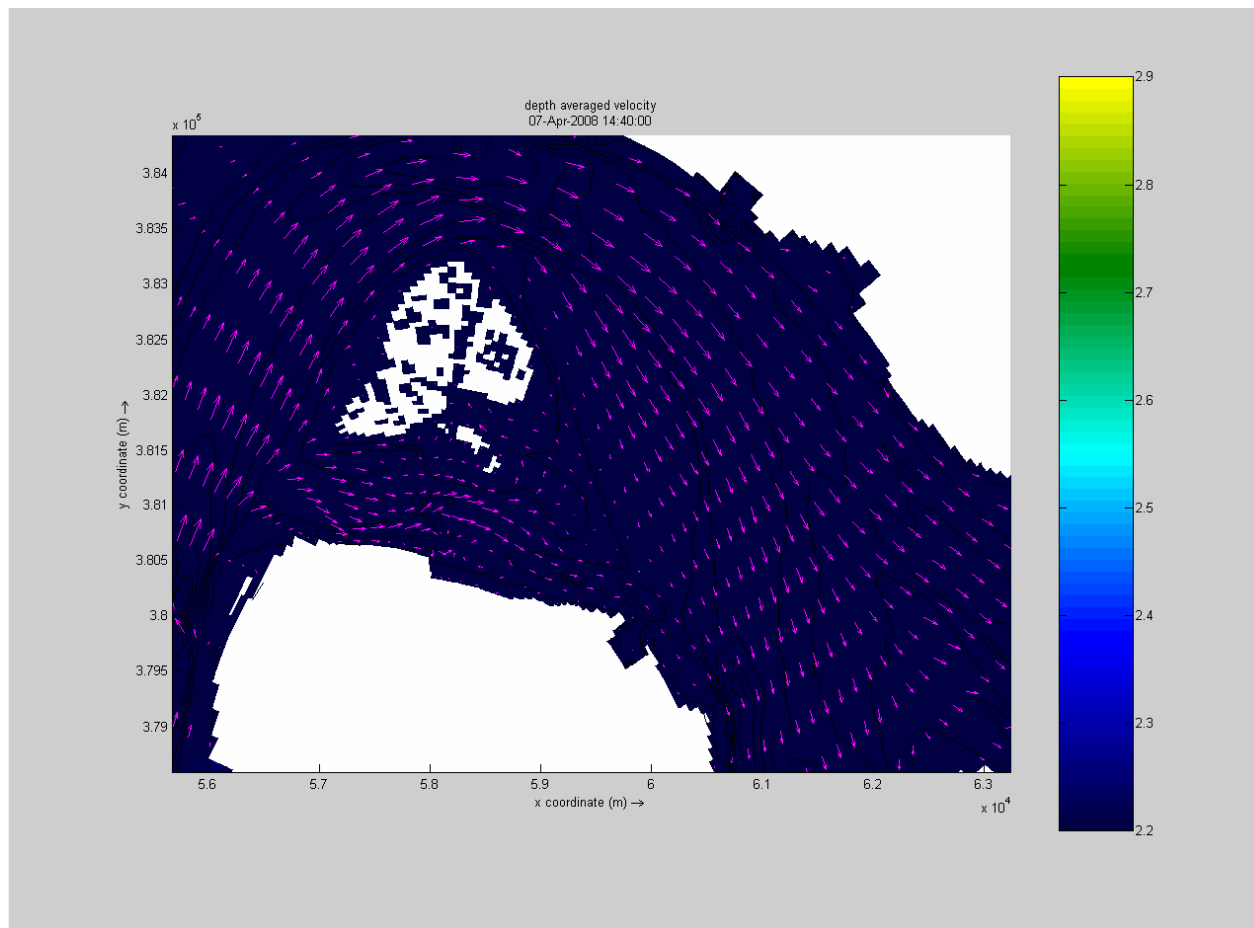 depth averaged velocity
07-Apr-2008 14:40:00
x 10^5
3.84
3.835
3.83
3.825
3.82
3.815
3.81
3.805
3.8
3.795
3.79
y coordinate (m) →
5.6 5.7 5.8 5.9 6 6.1 6.2 6.3
x coordinate (m) →
x 10^4
2.9
2.8
2.7
2.6
2.5
2.4
2.3
2.2